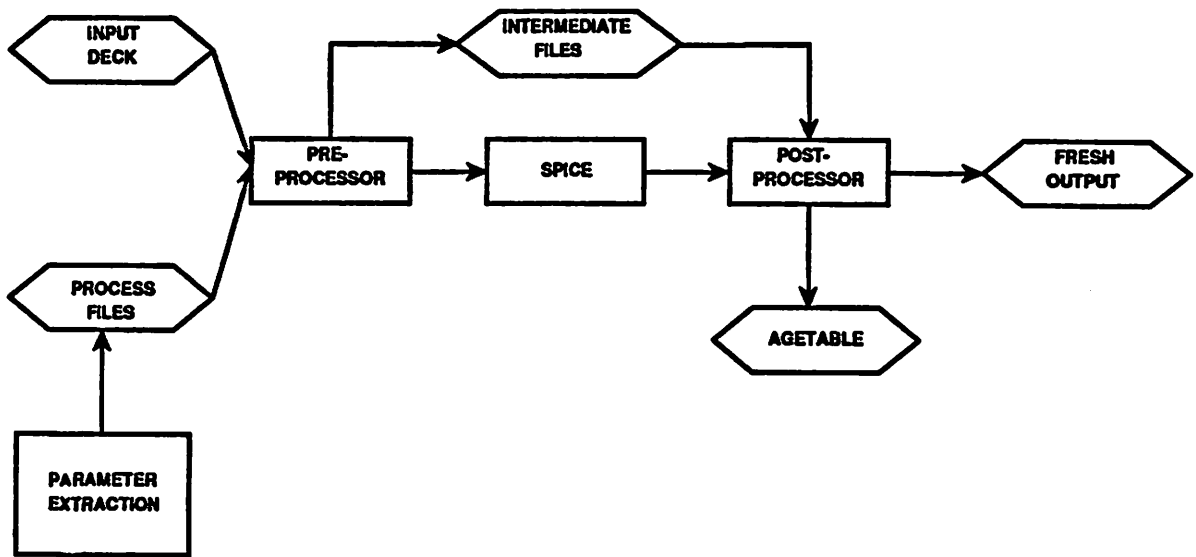 INPUT
DECK
INTERMEDIATE
FILES
PRE-
PROCESSOR
SPICE
POST-
PROCESSOR
FRESH
OUTPUT
PROCESS
FILES
AGETABLE
PARAMETER
EXTRACTION